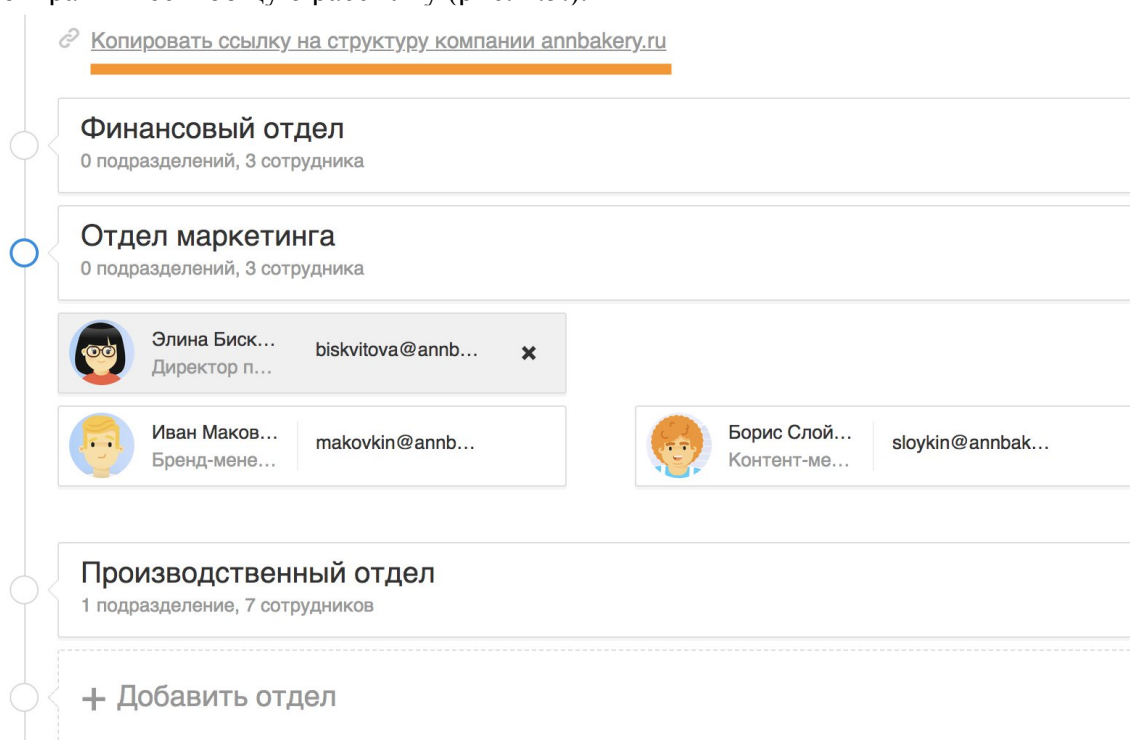 Копировать ссылку на структуру компании annbakery.ru
Финансовый отдел
0 подразделений, 3 сотрудника
Отдел маркетинга
0 подразделений, 3 сотрудника
Элина Биск... biskvitova@annb...
Директор п...
Иван Маков... makovkin@annb...
Бренд-мене...
Борис Слой... sloykin@annbak...
Контент-ме...
Производственный отдел
1 подразделение, 7 сотрудников
+ Добавить отдел